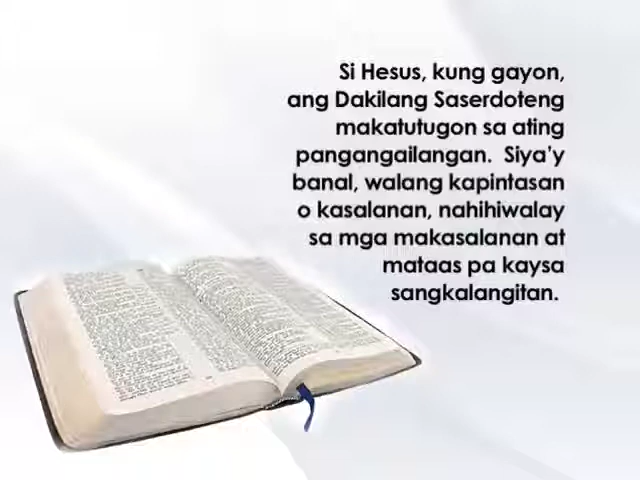 Si Hesus, kung gayon,
ang Dakilang Saserdoteng
makatutugon sa ating
pangangailangan. Siya'y
banal, walang kapintasan
o kasalanan, nahihiwalay
sa mga makasalanan at
mataas pa kaysa
sangkalangitan.